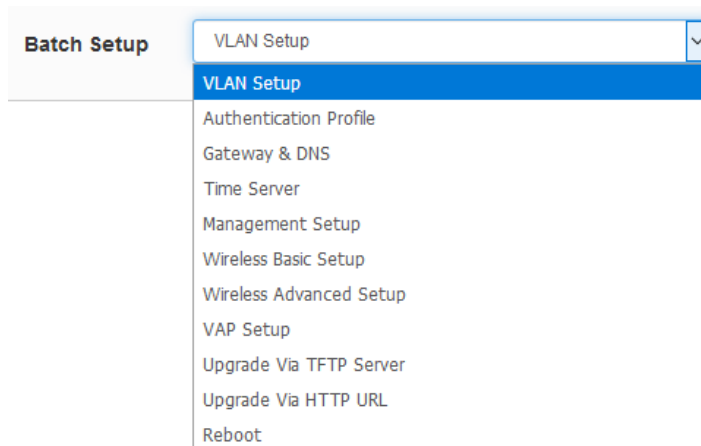 Batch Setup
VLAN Setup
VLAN Setup
Authentication Profile
Gateway & DNS
Time Server
Management Setup
Wireless Basic Setup
Wireless Advanced Setup
VAP Setup
Upgrade Via TFTP Server
Upgrade Via HTTP URL
Reboot